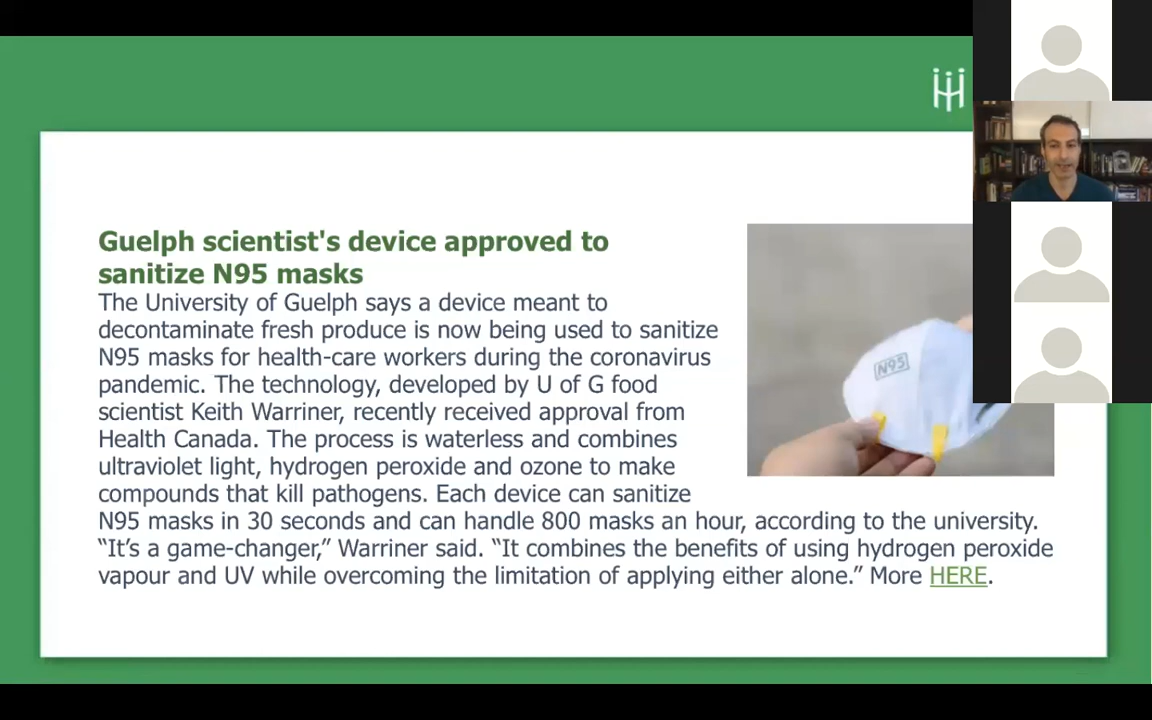 Guelph scientist's device approved to
sanitize N95 masks
The University of Guelph says a device meant to
decontaminate fresh produce is now being used to sanitize
N95 masks for health-care workers during the coronavirus
pandemic. The technology, developed by U of G food
scientist Keith Warriner, recently received approval from
Health Canada. The process is waterless and combines
ultraviolet light, hydrogen peroxide and ozone to make
compounds that kill pathogens. Each device can sanitize
N95 masks in 30 seconds and can handle 800 masks an hour, according to the university.
“It’s a game-changer,” Warriner said. “It combines the benefits of using hydrogen peroxide
vapour and UV while overcoming the limitation of applying either alone.” More HERE.
N95